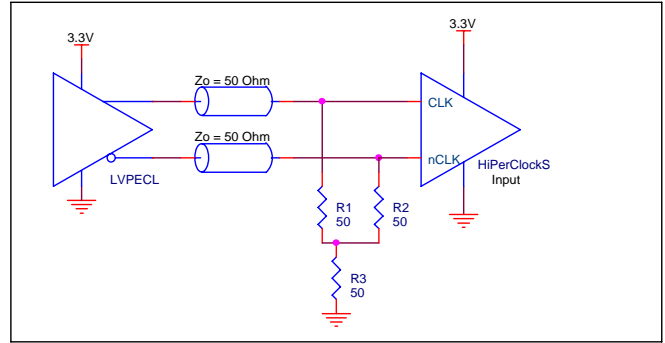 3.3V
3.3V
Zo = 50 Ohm
CLK
Zo = 50 Ohm
nCLK
HiPerClockS
Input
LVPECL
R1
50
R2
50
R3
50